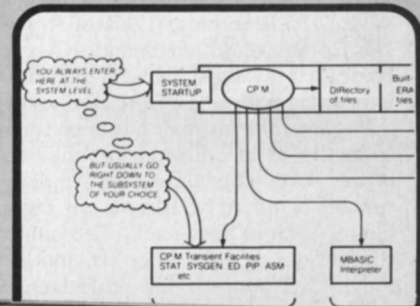 YOU ALWAYS ENTER
HERE AT THE
SYSTEM LEVEL
SYSTEM
STARTUP
CP M
DIRectory
of files
Built
ERA
files
BUT USUALLY GO
RIGHT DOWN TO
THE SUBSYSTEM
OF YOUR CHOICE
CP M Transient Facilities
STAT SYSGEN ED PIP ASM
etc
MBASIC
Interpreter